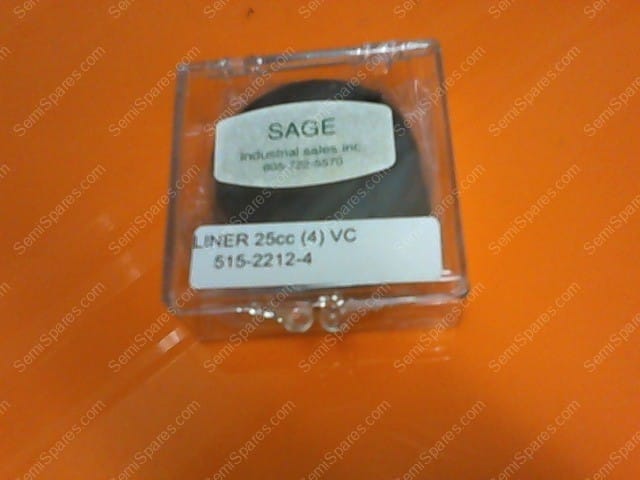 SAGE
industrial sales inc.
805-722-5570
LINER 25cc (4) VC
515-2212-4
SemiSpares.com